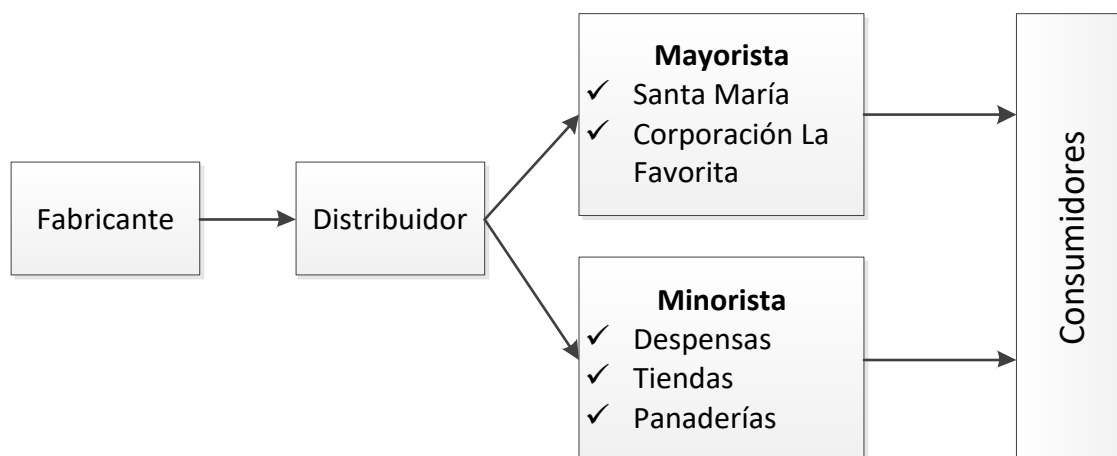 Fabricante
Distribuidor
Mayorista
✓ Santa María
✓ Corporación La
Favorita
Minorista
✓ Despensas
✓ Tiendas
✓ Panaderías
Consumidores